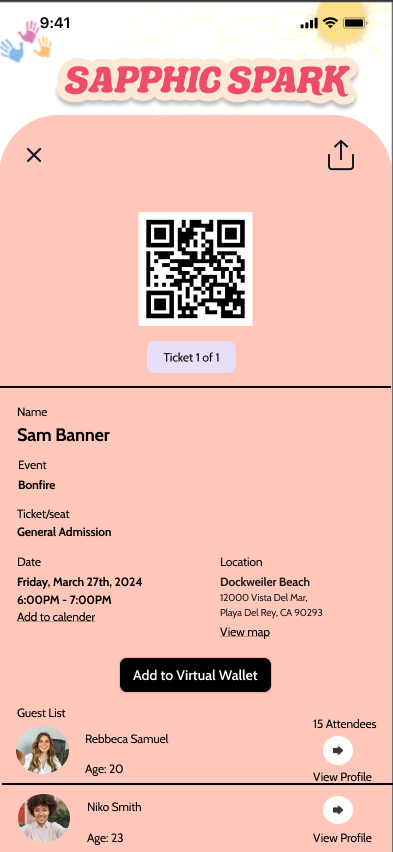 9:41
SAPPHIC SPARK
Ticket 1 of 1
Name
Sam Banner
Event
Bonfire
Ticket/seat
General Admission
Date
Friday, March 27th, 2024
6:00PM - 7:00PM
Add to calender
Location
Dockweiler Beach
12000 Vista Del Mar,
Playa Del Rey, CA 90293
View map
Add to Virtual Wallet
Guest List
15 Attendees
Rebbeca Samuel
Age: 20
View Profile
Niko Smith
Age: 23
View Profile